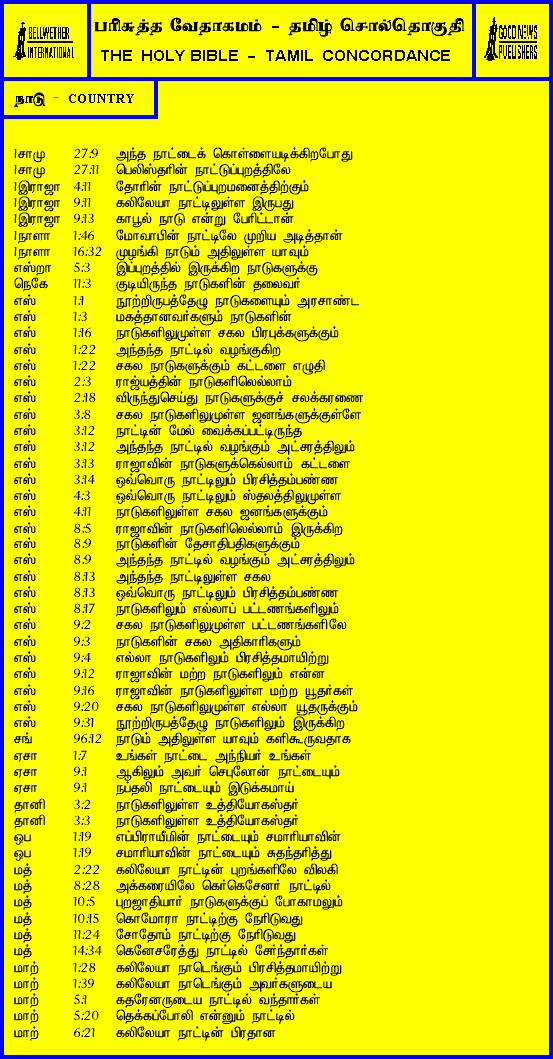 BELLWETHER
INTERNATIONAL
பரிசுத்த வேதாகமம் - தமிழ் சொல்தொகுதி
THE HOLY BIBLE - TAMIL CONCORDANCE
GOOD NEWS
PUBLISHERS
நாடு - COUNTRY
1சாமு 27:9 அந்த நாட்டைக் கொள்ளையடிக்கிறபோது
1சாமு 27:11 பெலிஸ்தரின் நாட்டுப்புறத்திலே
1இராஜா 4:11 தோரின் நாட்டுப்புறமனைத்திற்கும்
1இராஜா 9:11 கலிலேயா நாட்டிலுள்ள இருபது
1இராஜா 9:13 காபூல் நாடு என்று பேரிட்டான்
1நாளா 1:46 மோவாபின் நாட்டிலே முறிய அடித்தான்
1நாளா 16:32 முழங்கி நாடும் அதிலுள்ள யாவும்
எஸ்றா 5:3 இப்புறத்தில் இருக்கிற நாடுகளுக்கு
நெகே 11:3 குடியிருந்த நாடுகளின் தலைவர்
எஸ் 1:1 நூற்றிருபத்தேழு நாடுகளையும் அரசாண்ட
எஸ் 1:3 மகத்தானவர்களும் நாடுகளின்
எஸ் 1:16 நாடுகளிலுமுள்ள சகல பிரபுக்களுக்கும்
எஸ் 1:22 அந்தந்த நாட்டில் வழங்குகிற
எஸ் 1:22 சகல நாடுகளுக்கும் கட்டளை எழுதி
எஸ் 2:3 ராஜ்யத்தின் நாடுகளிலெல்லாம்
எஸ் 2:18 விருந்துசெய்து நாடுகளுக்குச் சலக்கரணை
எஸ் 3:8 சகல நாடுகளிலுமுள்ள ஜனங்களுக்குள்ளே
எஸ் 3:12 நாட்டின் மேல் வைக்கப்பட்டிருந்த
எஸ் 3:12 அந்தந்த நாட்டில் வழங்கும் அட்சரத்திலும்
எஸ் 3:13 ராஜாவின் நாடுகளுக்கெல்லாம் கட்டளை
எஸ் 3:14 ஒவ்வொரு நாட்டிலும் பிரசித்தம்பண்ண
எஸ் 4:3 ஒவ்வொரு நாட்டிலும் ஸ்தலத்திலுமுள்ள
எஸ் 4:11 நாடுகளிலுள்ள சகல ஜனங்களுக்கும்
எஸ் 8:5 ராஜாவின் நாடுகளிலெல்லாம் இருக்கிற
எஸ் 8:9 நாடுகளின் தேசாதிபதிகளுக்கும்
எஸ் 8:9 அந்தந்த நாட்டில் வழங்கும் அட்சரத்திலும்
எஸ் 8:13 அந்தந்த நாட்டிலுள்ள சகல
எஸ் 8:13 ஒவ்வொரு நாட்டிலும் பிரசித்தம்பண்ண
எஸ் 8:17 நாடுகளிலும் எல்லாப் பட்டணங்களிலும்
எஸ் 9:2 சகல நாடுகளிலுமுள்ள பட்டணங்களிலே
எஸ் 9:3 நாடுகளின் சகல அதிகாரிகளும்
எஸ் 9:4 எல்லா நாடுகளிலும் பிரசித்தமாயிற்று
எஸ் 9:12 ராஜாவின் மற்ற நாடுகளிலும் என்ன
எஸ் 9:16 ராஜாவின் நாடுகளிலுள்ள மற்ற யூதர்கள்
எஸ் 9:20 சகல நாடுகளிலுமுள்ள எல்லா யூதருக்கும்
எஸ் 9:31 நூற்றிருபத்தேழு நாடுகளிலும் இருக்கிற
சங் 96:12 நாடும் அதிலுள்ள யாவும் களிகூருவதாக
ஏசா 1:7 உங்கள் நாட்டை அந்நியர் உங்கள்
ஏசா 9:1 ஆகிலும் அவர் செபுலோன் நாட்டையும்
ஏசா 9:1 நப்தலி நாட்டையும் இடுக்கமாய்
தானி 3:2 நாடுகளிலுள்ள உத்தியோகஸ்தர்
தானி 3:3 நாடுகளிலுள்ள உத்தியோகஸ்தர்
ஒப 1:19 எப்பிராயீமின் நாட்டையும் சமாரியாவின்
ஒப 1:19 சமாரியாவின் நாட்டையும் சுதந்தரித்து
மத் 2:22 கலிலேயா நாட்டின் புறங்களிலே விலகி
மத் 8:28 அக்கரையிலே கெர்கெசேனர் நாட்டில்
மத் 10:5 புறஜாதியார் நாடுகளுக்குப் போகாமலும்
மத் 10:15 கொமோரா நாட்டிற்கு நேரிடுவது
மத் 11:24 சோதோம் நாட்டிற்கு நேரிடுவது
மத் 14:34 கெனேசரேத்து நாட்டில் சேர்ந்தார்கள்
மாற் 1:28 கலிலேயா நாடெங்கும் பிரசித்தமாயிற்று
மாற் 1:39 கலிலேயா நாடெங்கும் அவர்களுடைய
மாற் 5:1 கதரேனருடைய நாட்டில் வந்தார்கள்
மாற் 5:20 தெக்கப்போலி என்னும் நாட்டில்
மாற் 6:21 கலிலேயா நாட்டின் பிரதான